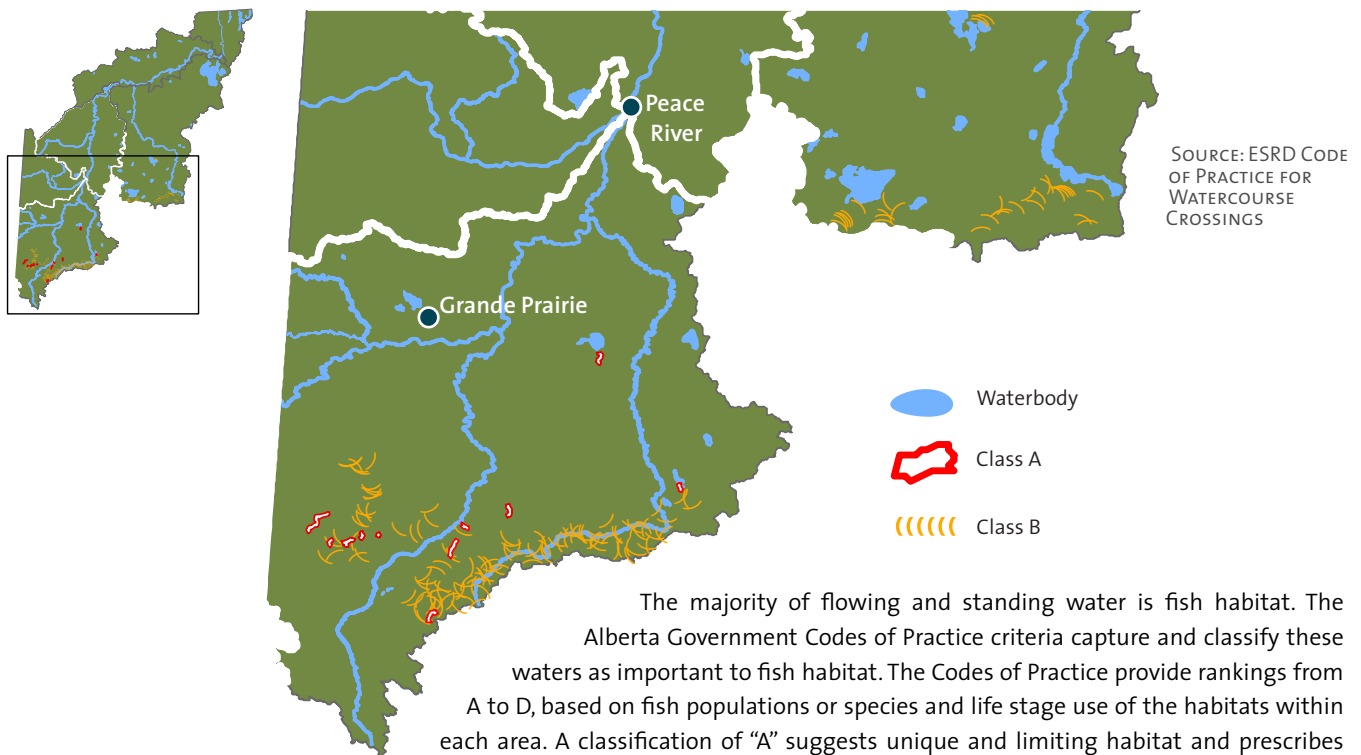 Peace
River
SOURCE: ESRD CODE
OF PRACTICE FOR
WATERCOURSE
CROSSINGS
Grande Prairie
Waterbody
Class A
Class B
The majority of flowing and standing water is fish habitat. The
Alberta Government Codes of Practice criteria capture and classify these
waters as important to fish habitat. The Codes of Practice provide rankings from
A to D, based on fish populations or species and life stage use of the habitats within
each area. A classification of “A” suggests unique and limiting habitat and prescribes